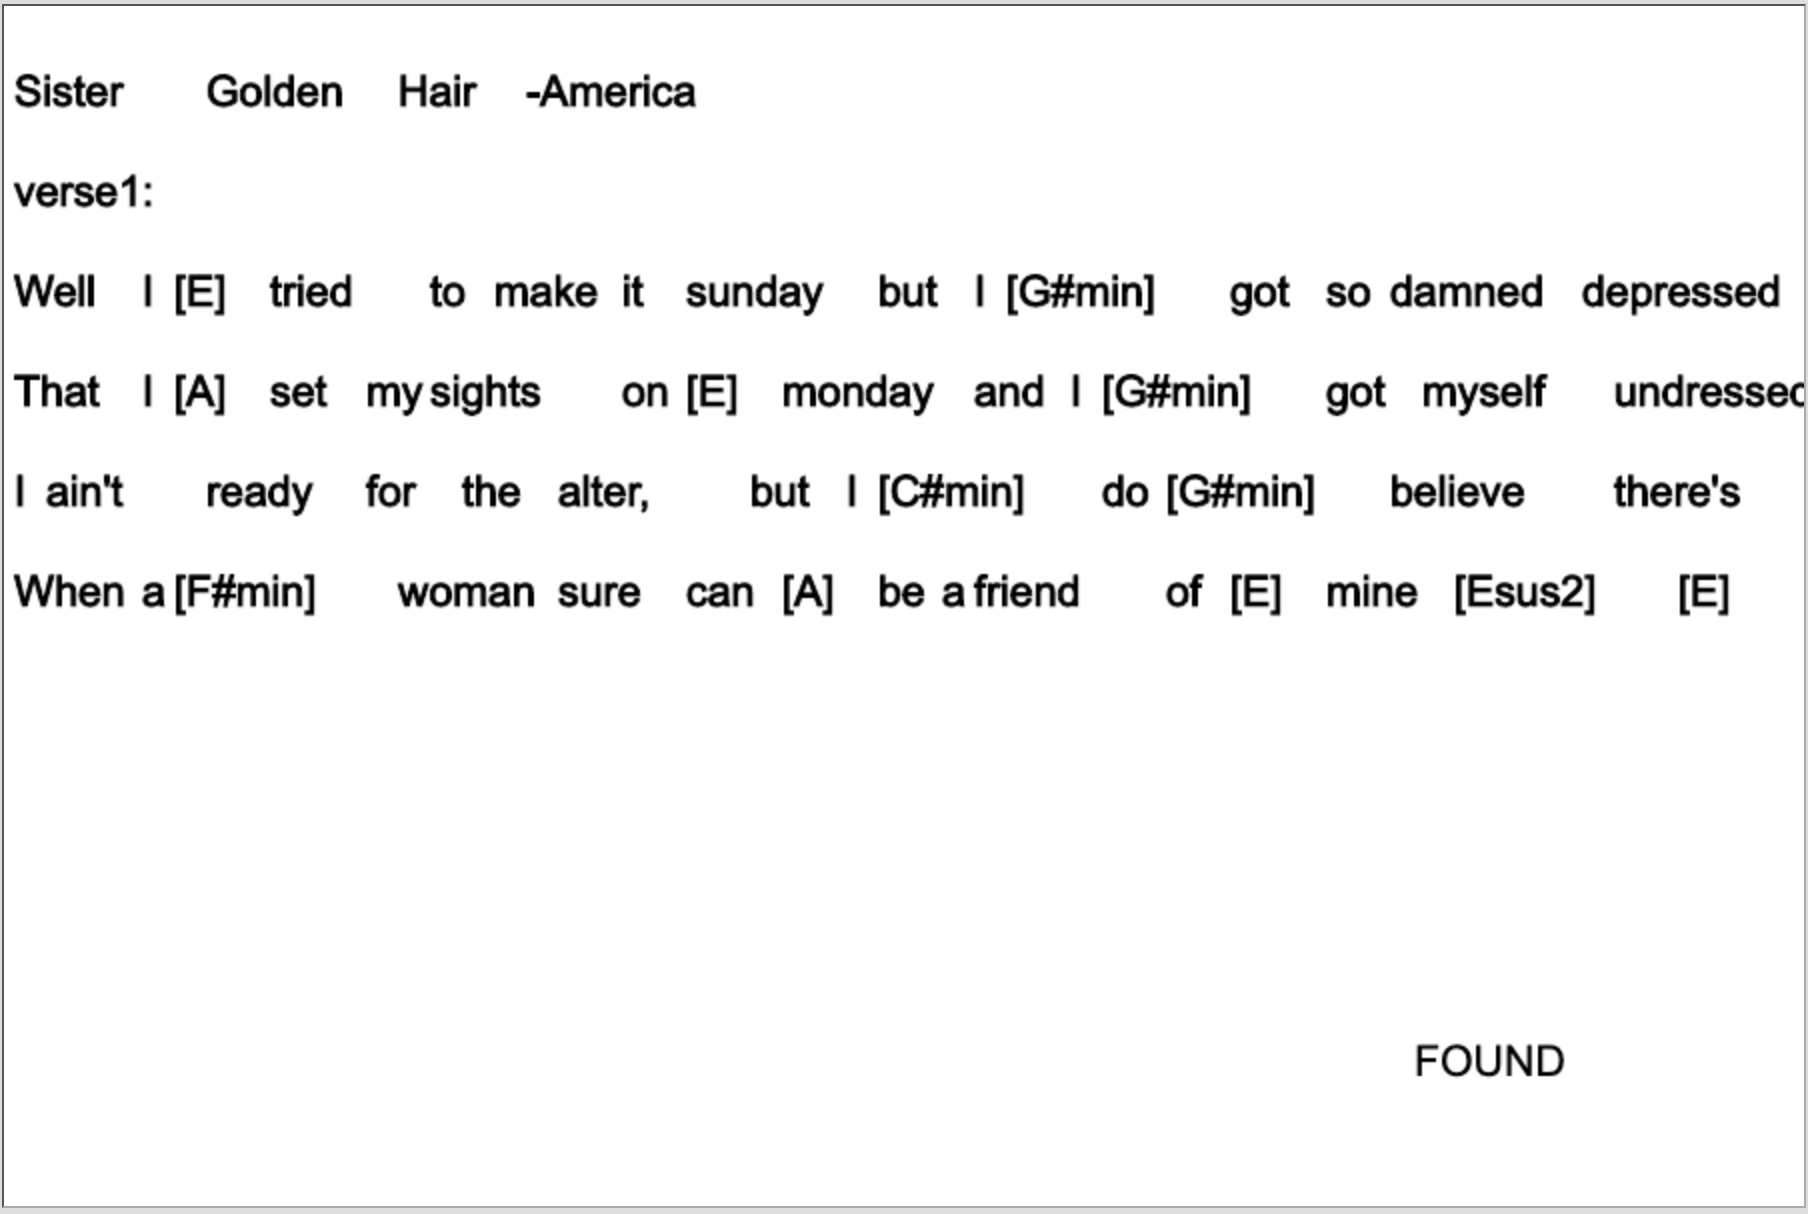 Sister Golden Hair -America
verse1:
Well I [E] tried to make it sunday but I [G#min] got so damned depressed
That I [A] set my sights on [E] monday and I [G#min] got myself undressed
I ain't ready for the alter, but I [C#min] do [G#min] believe there's
When a [F#min] woman sure can [A] be a friend of [E] mine [Esus2] [E]
FOUND